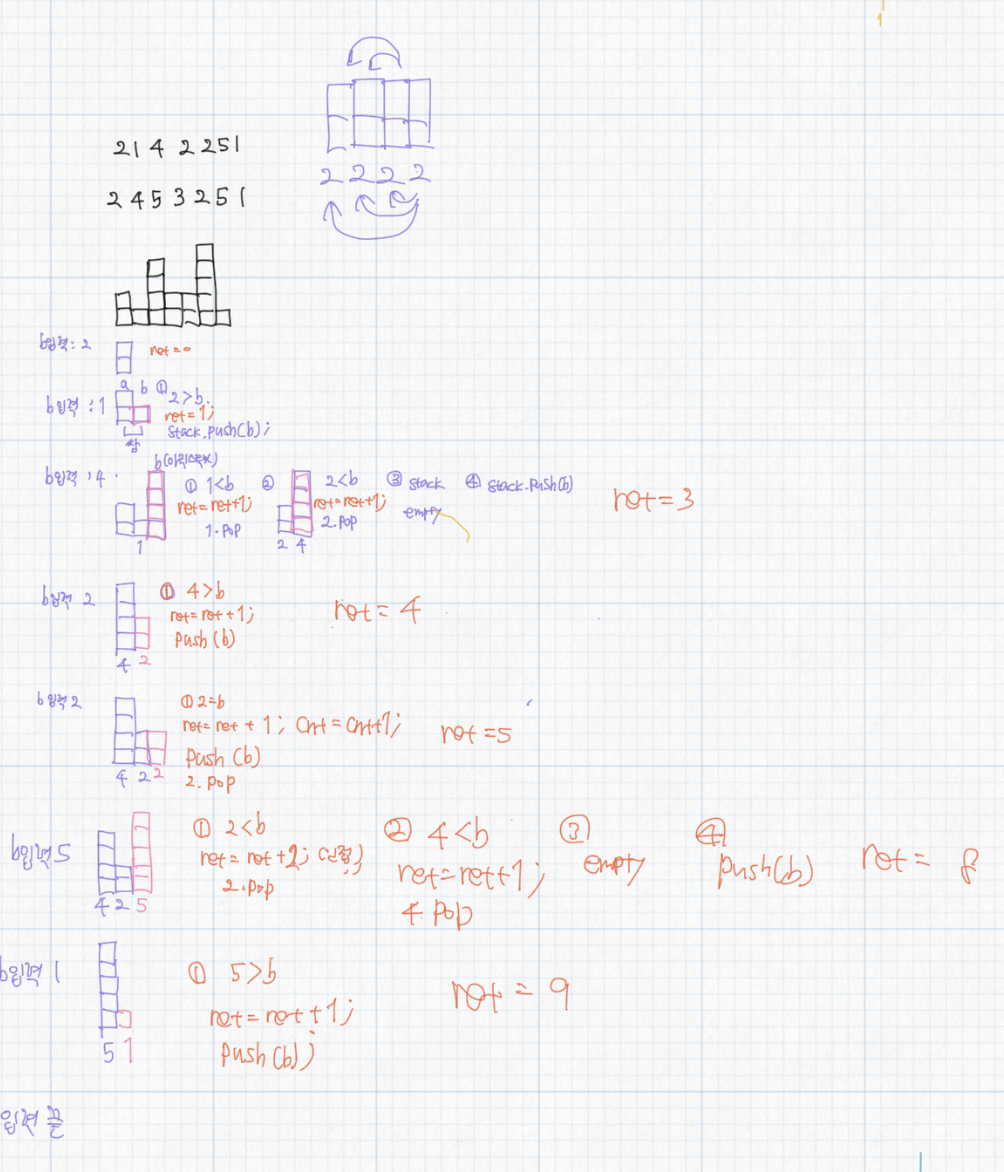 1
2 1 4 2 2 5 1
2 2 2 2
2 4 5 3 2 5 1
b입력: 2
ret = 0
a b ① 2>b.
b입력 : 1
ret = 1;
쌍
Stack.push(b);
b입력 : 4
① 1<b
ret = ret+1;
1.pop
1
② 2<b
ret = ret+1;
2.pop
2 4
③ stack
empty
④ stack.push(b)
ret = 3
b입력 2
① 4>b
ret = ret + 1;
Push (b)
4 2
ret = 4
b입력 2
① 2=b
ret = ret + 1; cnt = cnt+1;
Push (b)
2. pop
4 2 2
ret = 5
b입력 5
① 2<b
ret = ret +2;
2.pop
4 2 5
② 4<b
ret = ret+1;
4. pop
③
empty
④
push(b)
ret = 8
b입력 1
① 5>b
ret = ret + 1;
Push (b);
5 1
ret = 9
입력 끝